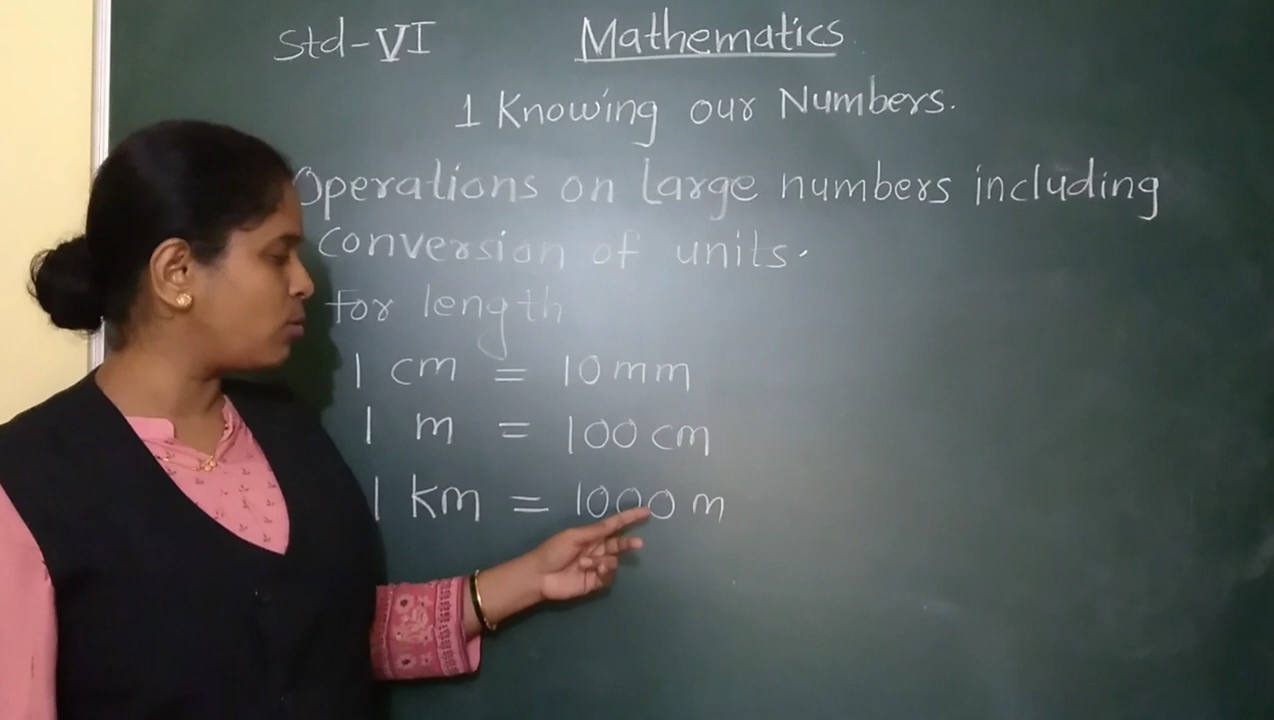 Std-VI Mathematics
1 Knowing our Numbers.
Operations on large numbers including
conversion of units.
for length
1 cm = 10 mm
1 m = 100 cm
1 km = 1000 m